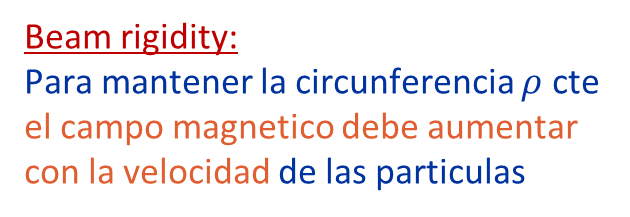 Beam rigidity:
Para mantener la circunferencia ρ cte
el campo magnetico debe aumentar
con la velocidad de las particulas